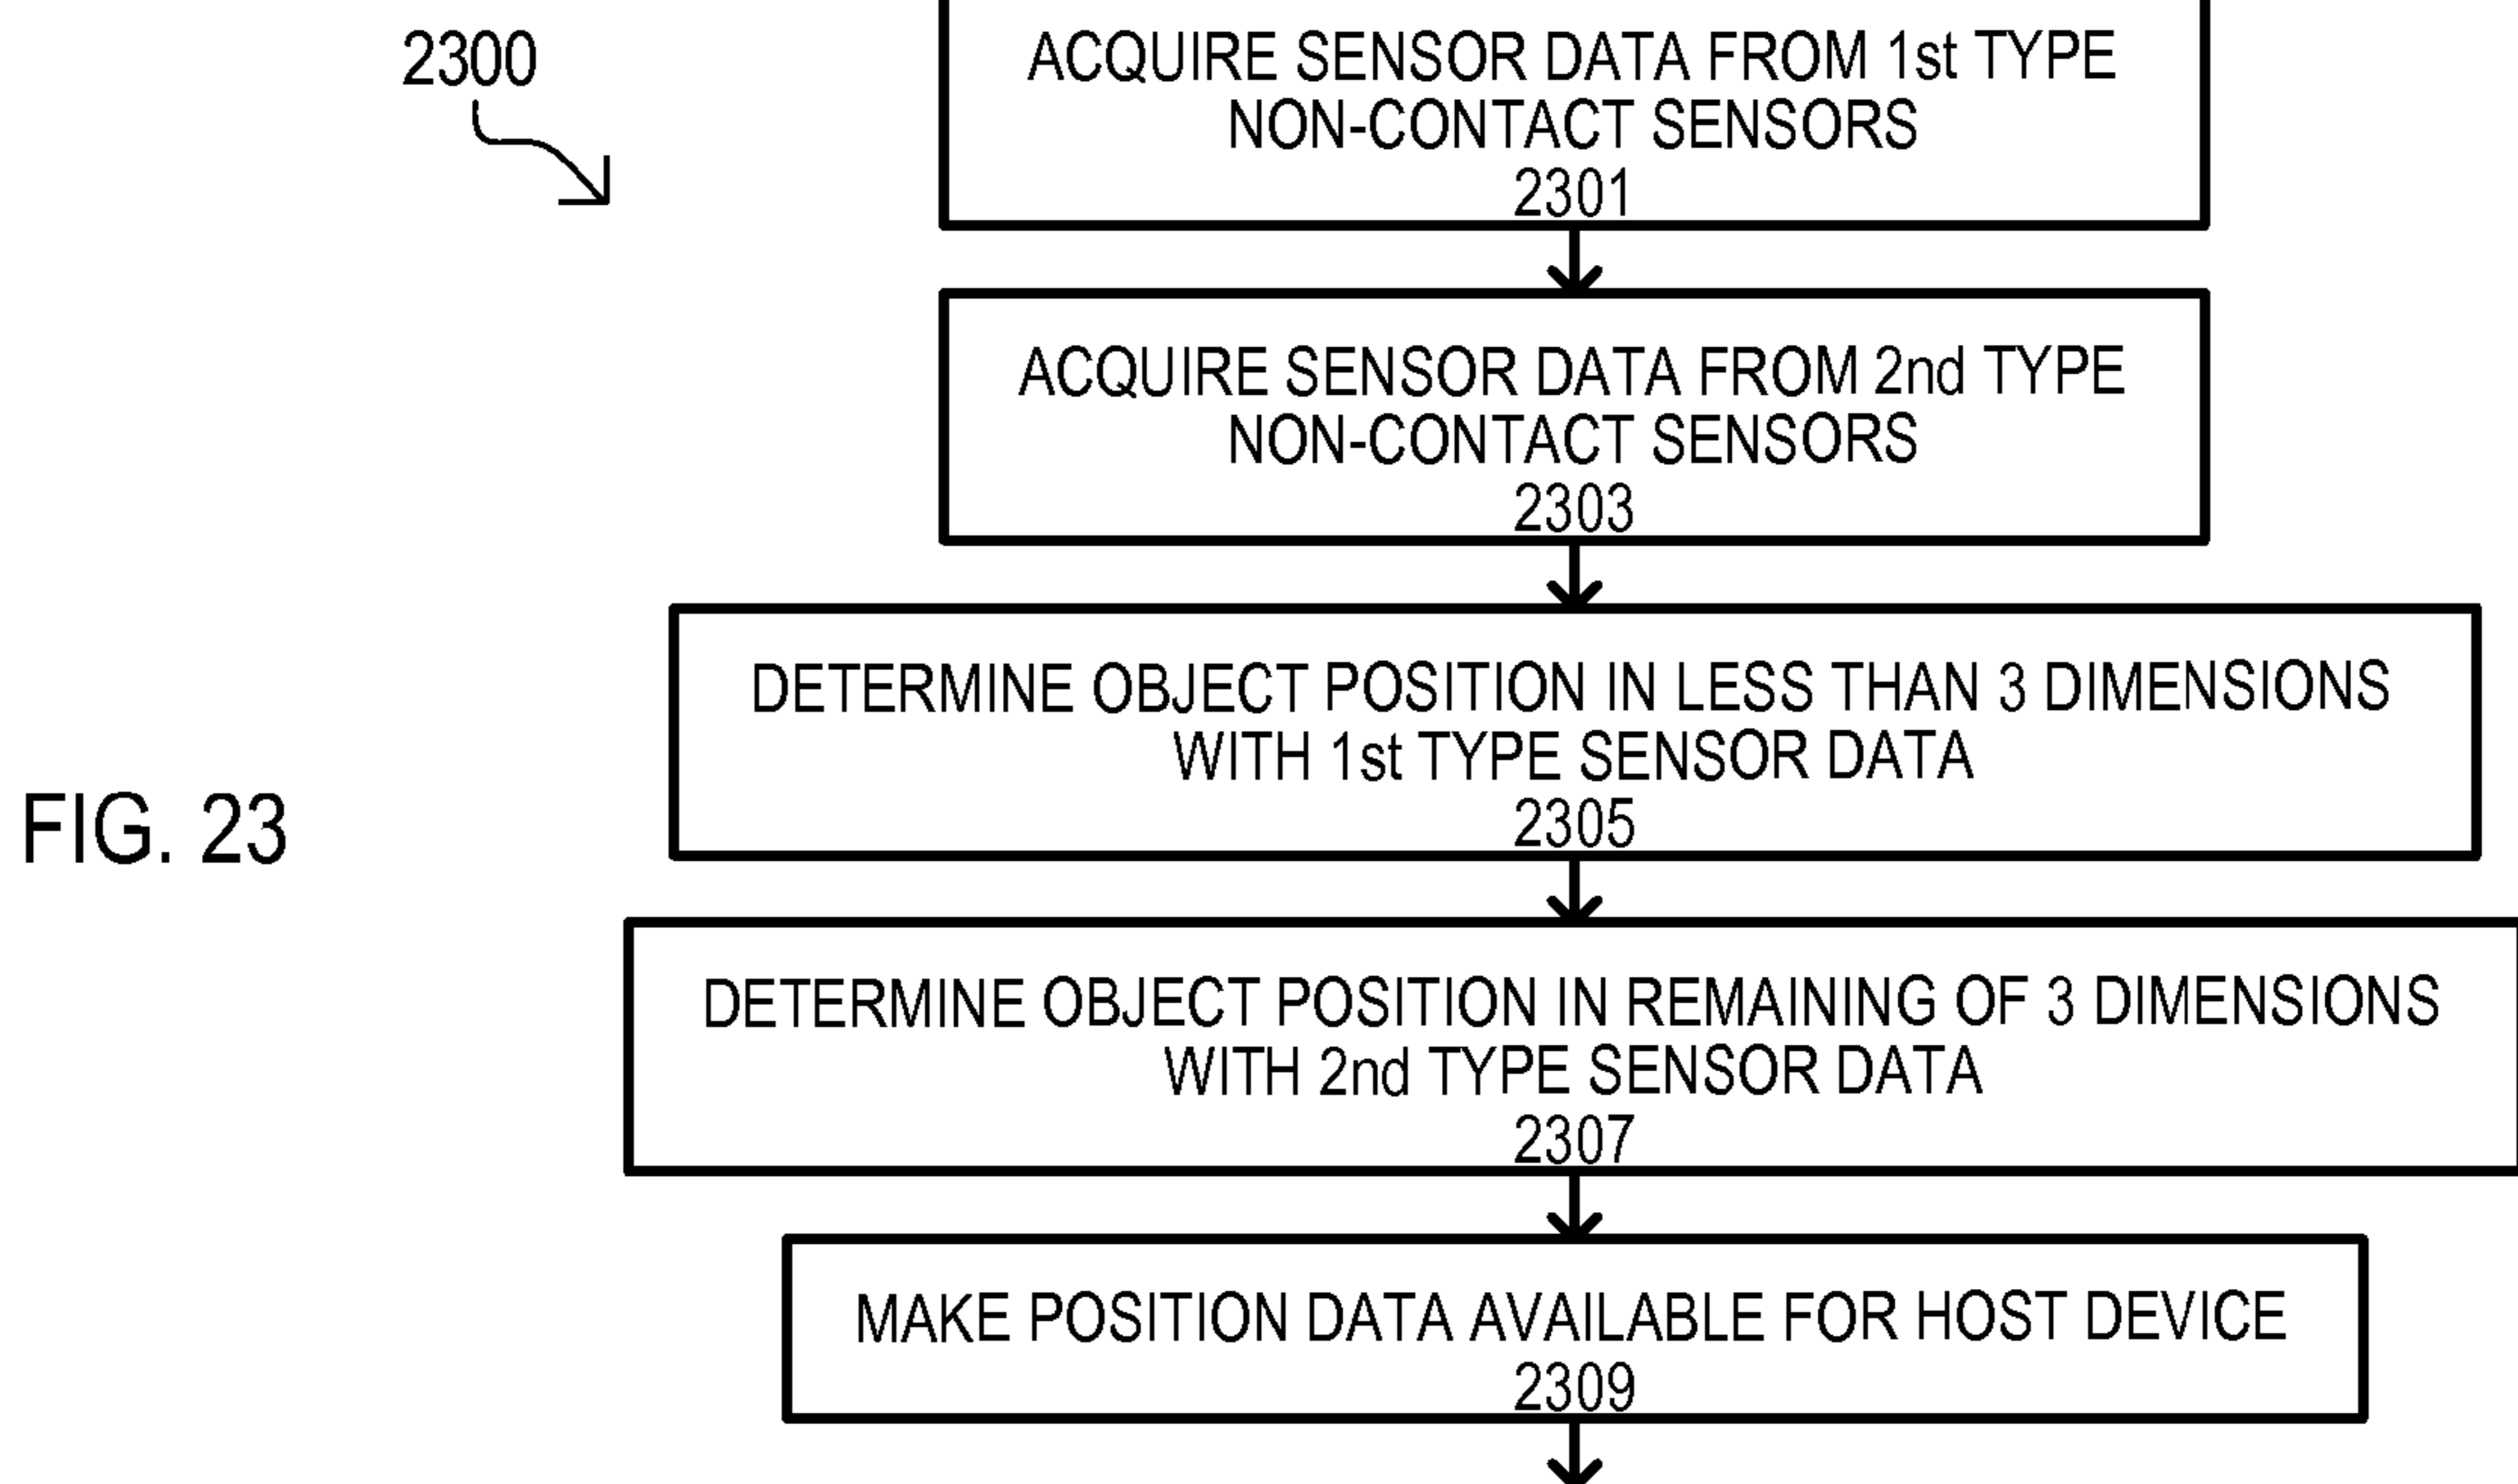 2300
ACQUIRE SENSOR DATA FROM 1st TYPE
NON-CONTACT SENSORS
2301
ACQUIRE SENSOR DATA FROM 2nd TYPE
NON-CONTACT SENSORS
2303
DETERMINE OBJECT POSITION IN LESS THAN 3 DIMENSIONS
WITH 1st TYPE SENSOR DATA
2305
FIG. 23
DETERMINE OBJECT POSITION IN REMAINING OF 3 DIMENSIONS
WITH 2nd TYPE SENSOR DATA
2307
MAKE POSITION DATA AVAILABLE FOR HOST DEVICE
2309